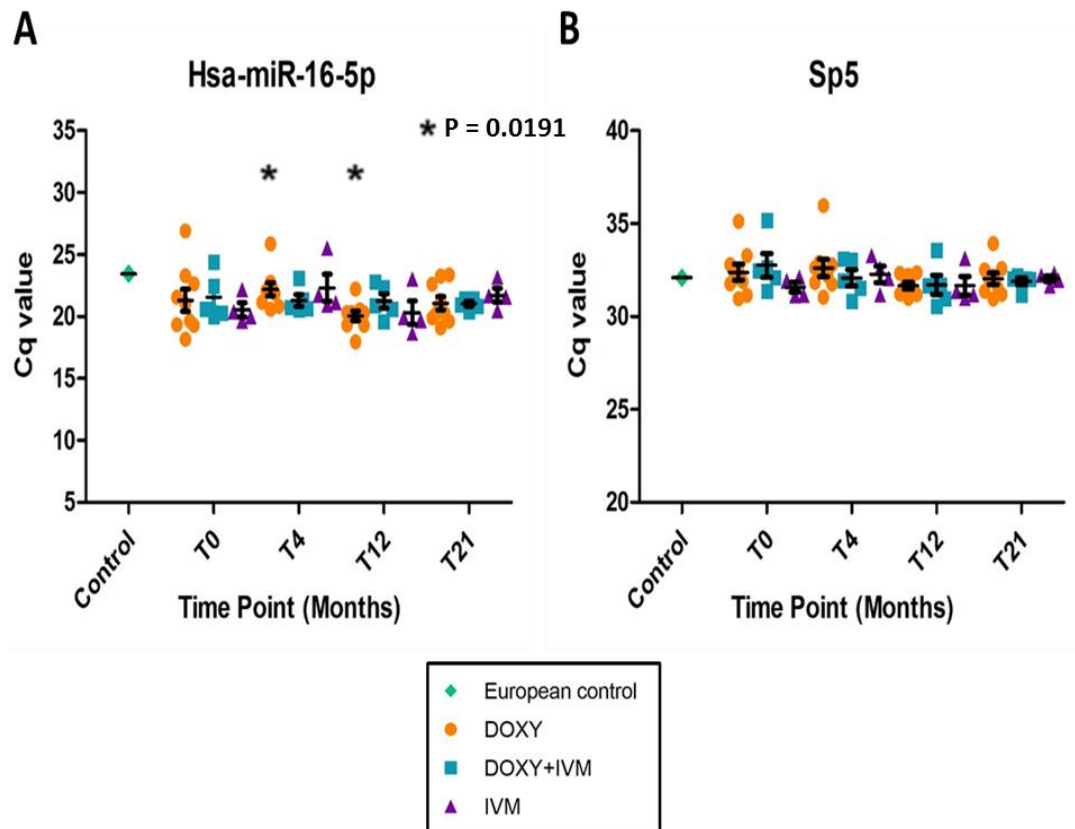 A
Hsa-miR-16-5p
* P = 0.0191
35
30
25
20
15
10
5
* *
Cq value
Control T0 T4 T12 T21
Time Point (Months)
B
Sp5
40
35
30
25
20
Cq value
Control T0 T4 T12 T21
Time Point (Months)
European control
DOXY
DOXY+IVM
IVM